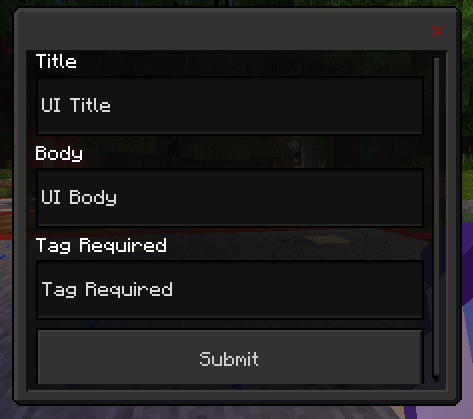 Title
UI Title
Body
UI Body
Tag Required
Tag Required
Submit